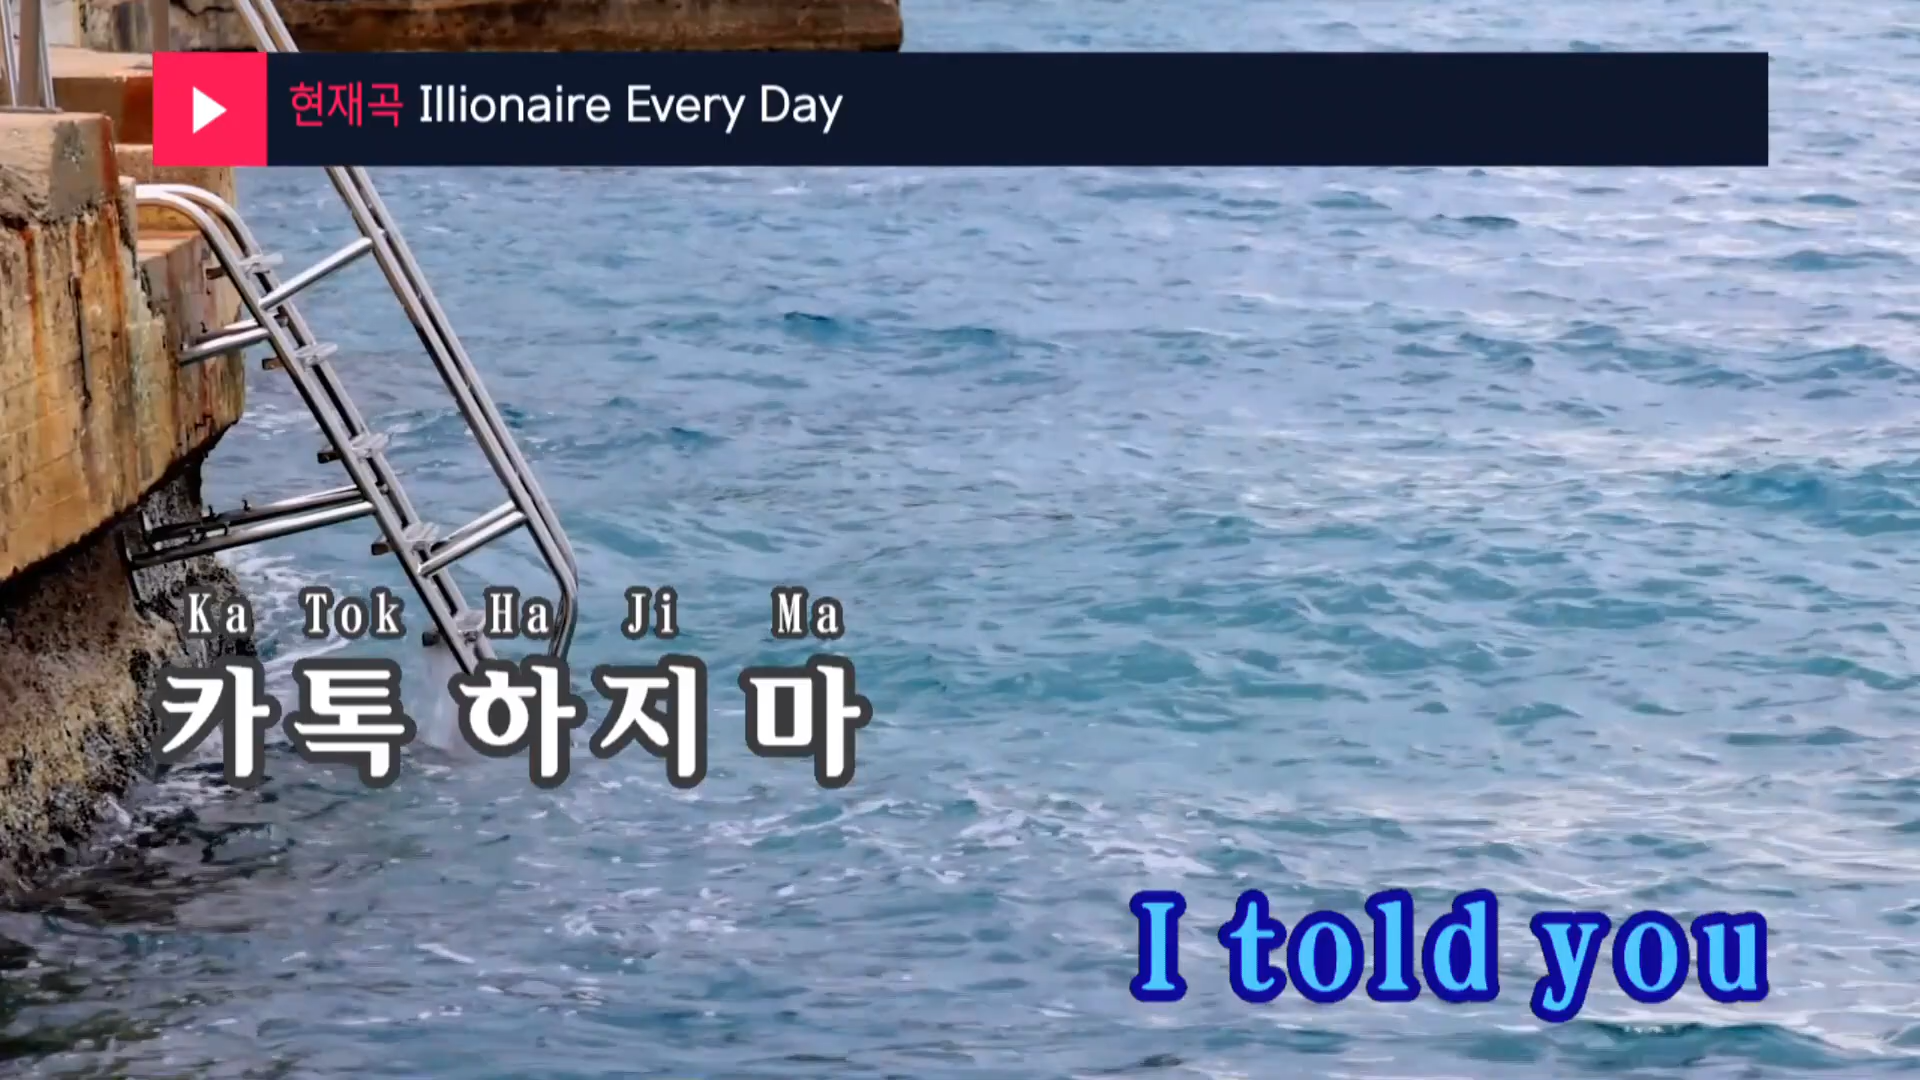 현재곡 Illionaire Every Day
Ka Tok Ha Ji Ma
카톡 하지 마
I told you